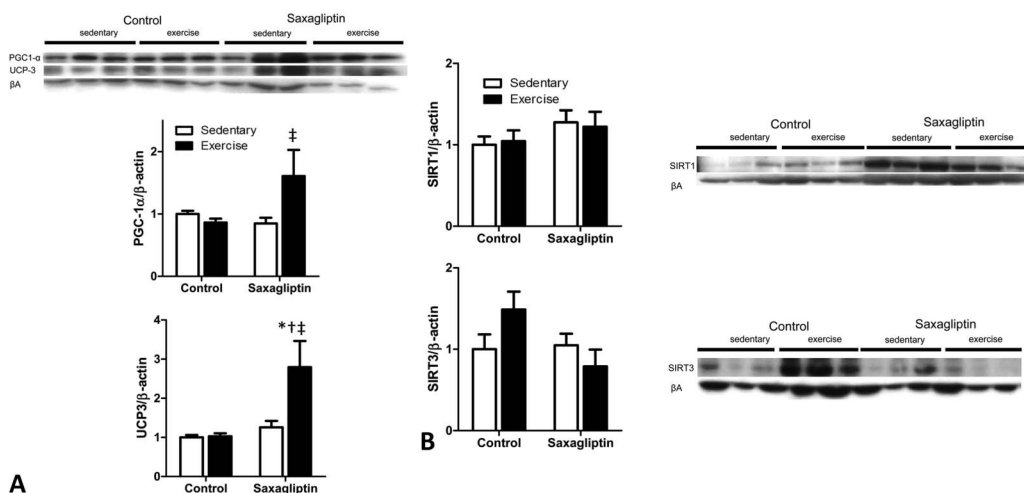 Control Saxagliptin
sedentary exercise sedentary exercise
PGC1-α
UCP-3
βA
Sedentary
Exercise
‡
2
1
0
PGC-1α/β-actin
Control Saxagliptin
*†‡
4
3
2
1
0
UCP3/β-actin
Control Saxagliptin
A
Sedentary
Exercise
2
1
0
SIRT1/β-actin
Control Saxagliptin
2
1
0
SIRT3/β-actin
Control Saxagliptin
B
Control Saxagliptin
sedentary exercise sedentary exercise
SIRT1
βA
Control Saxagliptin
sedentary exercise sedentary exercise
SIRT3
βA